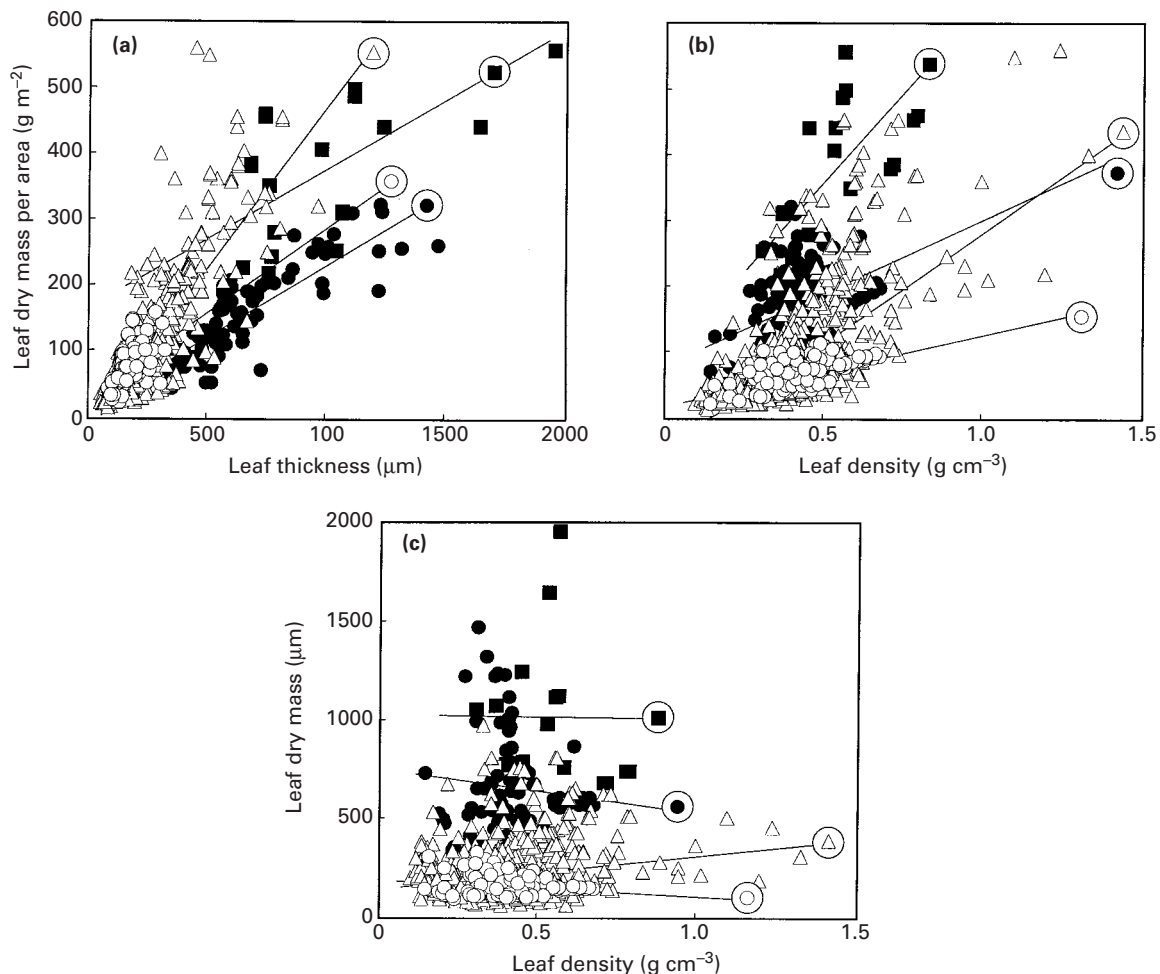 (a)
Leaf dry mass per area (g m⁻²)
600
500
400
300
200
100
0
0 500 100 1500 2000
Leaf thickness (μm)
(b)
0 0.5 1.0 1.5
Leaf density (g cm⁻³)
(c)
Leaf dry mass (μm)
2000
1500
1000
500
0
0 0.5 1.0 1.5
Leaf density (g cm⁻³)